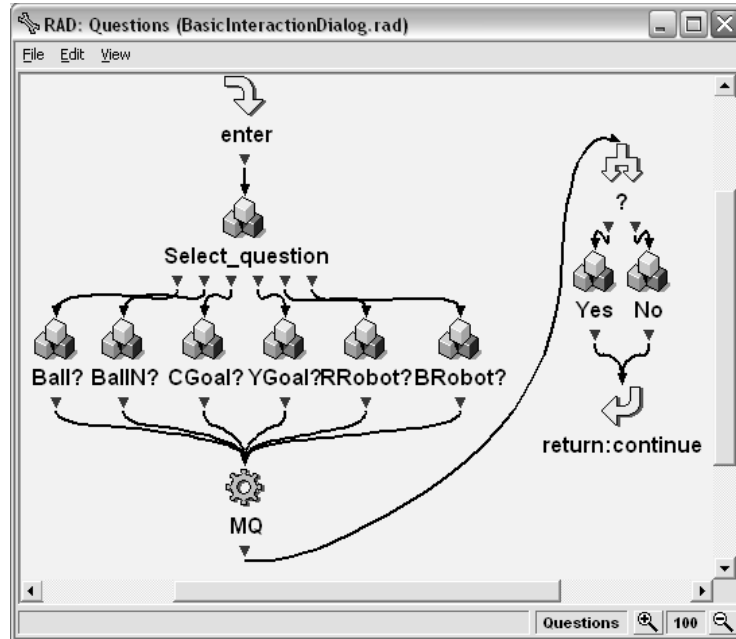 RAD: Questions (BasicInteractionDialog.rad)
File Edit View
enter
Select_question
Ball? BallN? CGoal? YGoal? RRobot? BRobot?
MQ
?
Yes No
return:continue
Questions 100